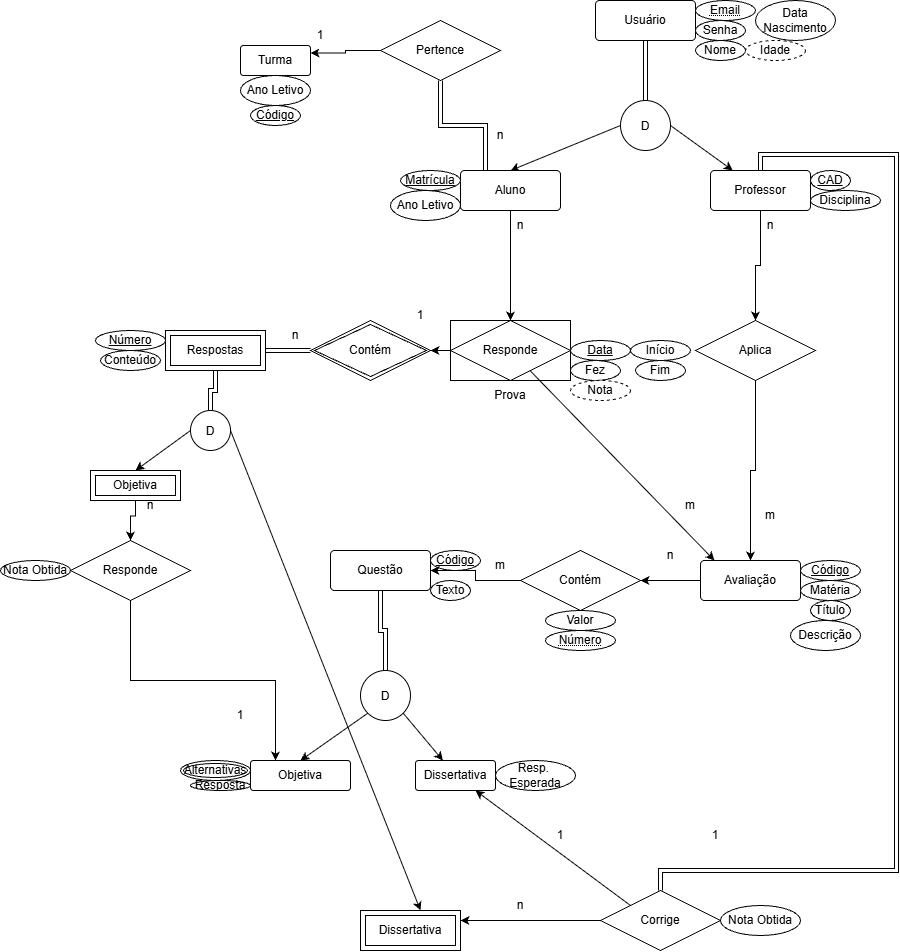 Usuário
Email
Data
Nascimento
Senha
Nome
Idade
Pertence
1
Turma
Ano Letivo
Código
D
n
Matrícula
Aluno
Ano Letivo
Professor
CAD
Disciplina
n
n
Número
Conteúdo
Respostas
n
Contém
1
Responde
Data
Início
Fez
Fim
Nota
Prova
Aplica
D
Objetiva
n
m
m
Nota Obtida
Responde
Questão
Código
Texto
m
Contém
Valor
Número
n
Avaliação
Código
Matéria
Título
Descrição
D
1
Alternativas
Resposta
Objetiva
Dissertativa
Resp.
Esperada
1
1
Dissertativa
n
Corrige
Nota Obtida